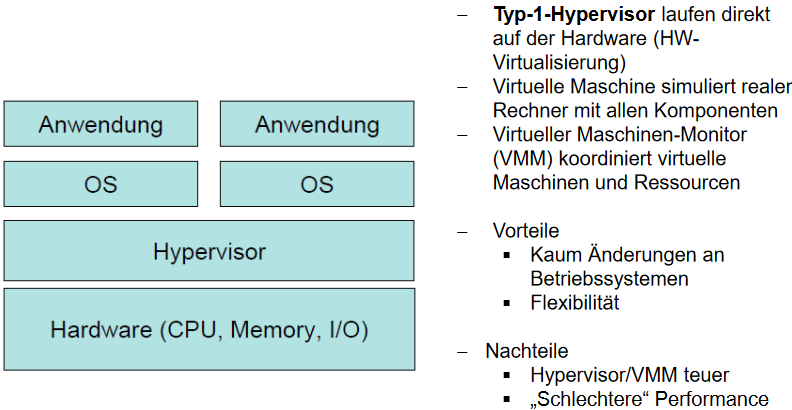 Anwendung
Anwendung
OS
OS
Hypervisor
Hardware (CPU, Memory, I/O)
– Typ-1-Hypervisor laufen direkt
auf der Hardware (HW-
Virtualisierung)
– Virtuelle Maschine simuliert realer
Rechner mit allen Komponenten
– Virtueller Maschinen-Monitor
(VMM) koordiniert virtuelle
Maschinen und Ressourcen
– Vorteile
▪ Kaum Änderungen an
Betriebssystemen
▪ Flexibilität
– Nachteile
▪ Hypervisor/VMM teuer
▪ „Schlechtere“ Performance